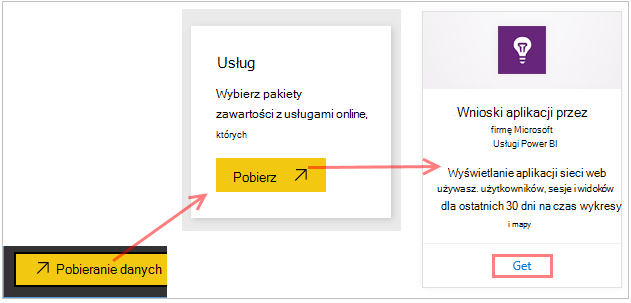 Pobieranie danych
Usług
Wybierz pakiety
zawartości z usługami online,
których
Pobierz
Wnioski aplikacji przez
firmę Microsoft
Usługi Power BI
Wyświetlanie aplikacji sieci web
używasz. użytkowników, sesje i widoków
dla ostatnich 30 dni na czas wykresy
i mapy
Get